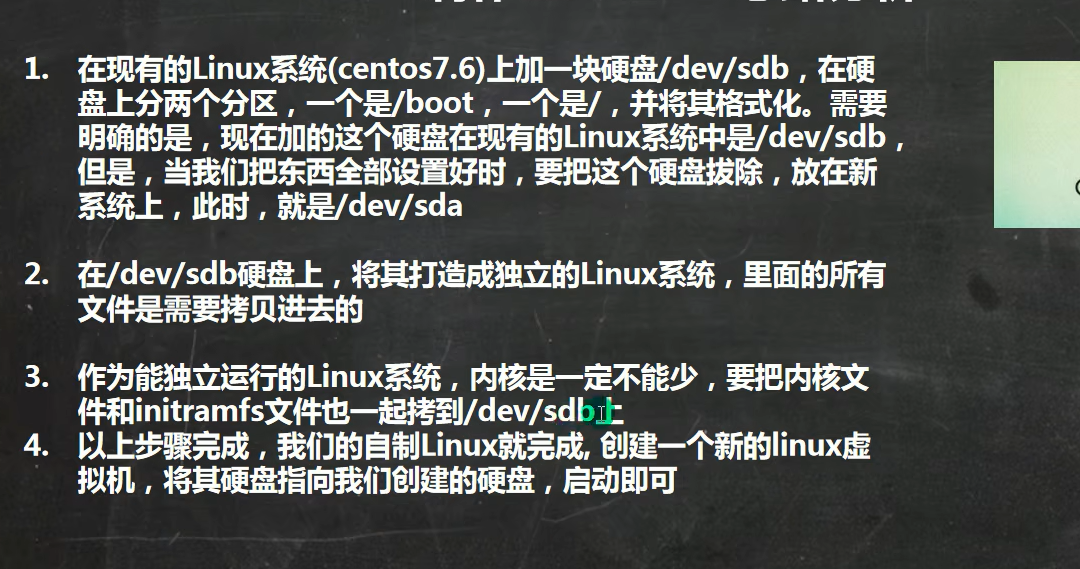 1. 在现有的Linux系统(centos7.6)上加一块硬盘/dev/sdb，在硬
盘上分两个分区，一个是/boot，一个是/，并将其格式化。需要
明确的是，现在加的这个硬盘在现有的Linux系统中是/dev/sdb，
但是，当我们把东西全部设置好时，要把这个硬盘拔除，放在新
系统上，此时，就是/dev/sda
2. 在/dev/sdb硬盘上，将其打造成独立的Linux系统，里面的所有
文件是需要拷贝进去的
3. 作为能独立运行的Linux系统，内核是一定不能少，要把内核文
件和initramfs文件也一起拷到/dev/sdb上
4. 以上步骤完成，我们的自制Linux就完成, 创建一个新的linux虚
拟机，将其硬盘指向我们创建的硬盘，启动即可